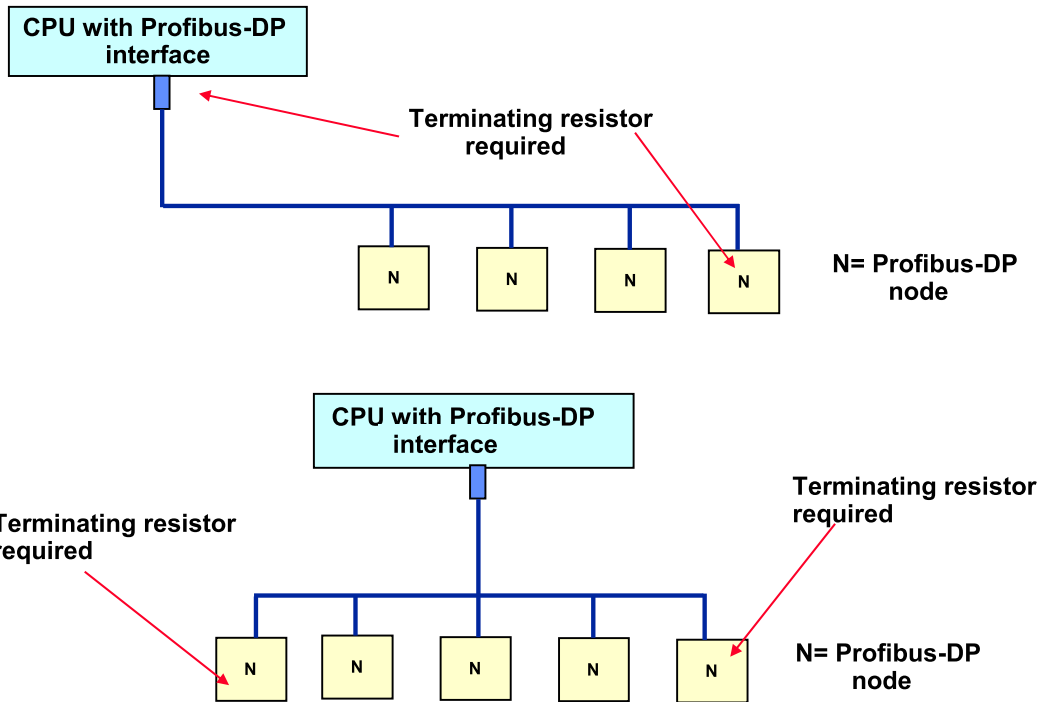 CPU with Profibus-DP
interface
Terminating resistor
required
N
N
N
N
N= Profibus-DP
node
CPU with Profibus-DP
interface
Terminating resistor
required
Terminating resistor
required
N
N
N
N
N
N= Profibus-DP
node